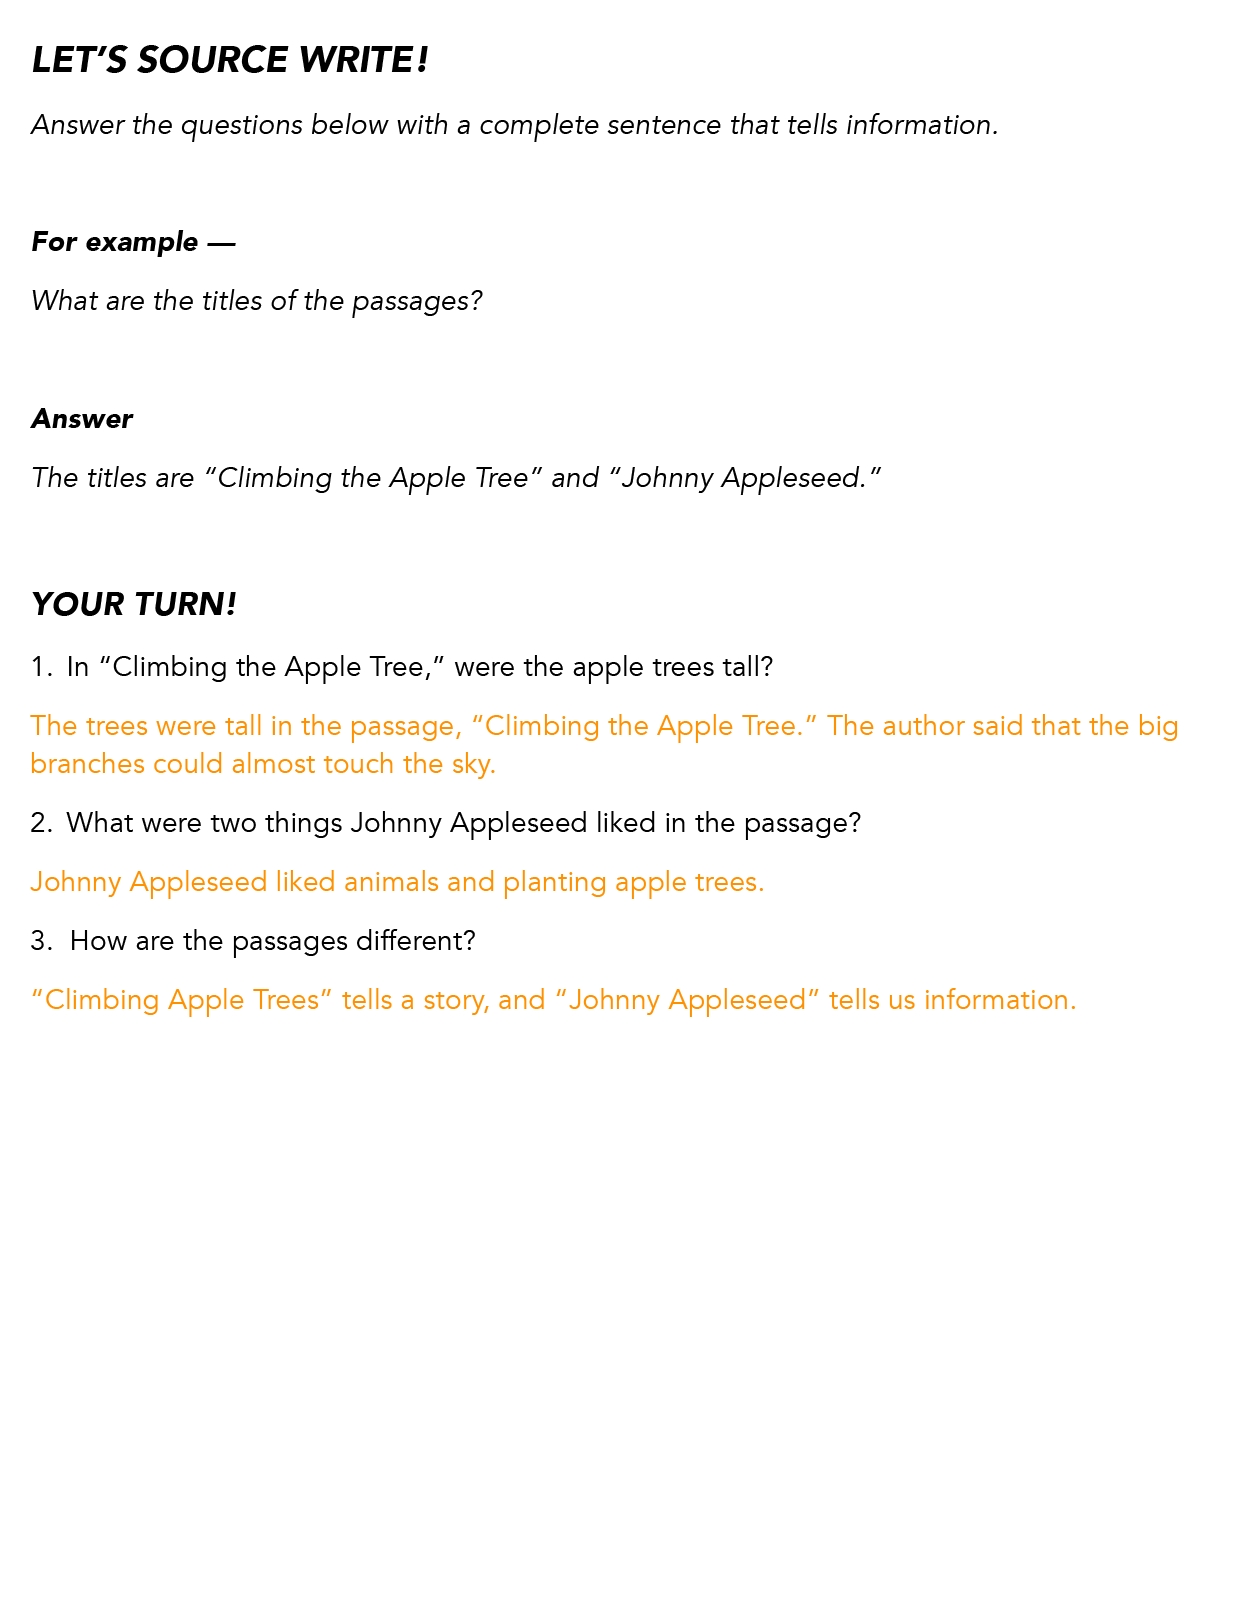 LET’S SOURCE WRITE!
Answer the questions below with a complete sentence that tells information.
For example —
What are the titles of the passages?
Answer
The titles are “Climbing the Apple Tree” and “Johnny Appleseed.”
YOUR TURN!
1. In “Climbing the Apple Tree,” were the apple trees tall?
The trees were tall in the passage, “Climbing the Apple Tree.” The author said that the big
branches could almost touch the sky.
2. What were two things Johnny Appleseed liked in the passage?
Johnny Appleseed liked animals and planting apple trees.
3. How are the passages different?
“Climbing Apple Trees” tells a story, and “Johnny Appleseed” tells us information.